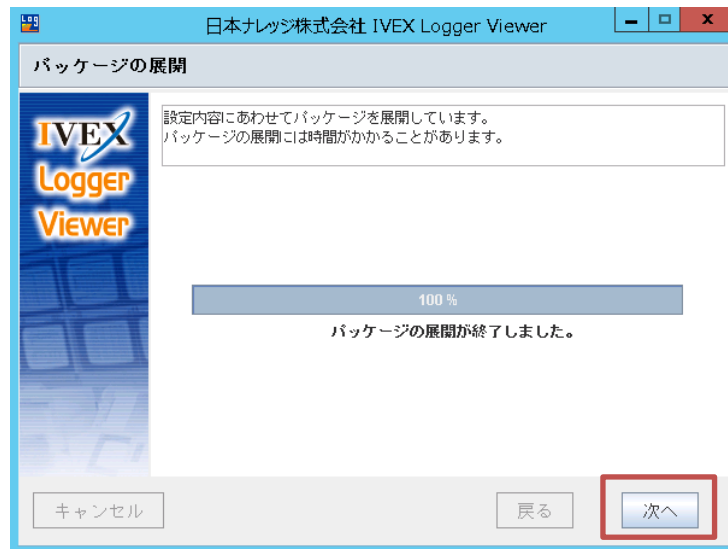 Log
日本ナレッジ株式会社 IVEX Logger Viewer
パッケージの展開
IVEX
Logger
Viewer
設定内容にあわせてパッケージを展開しています。
パッケージの展開には時間がかかることがあります。
100 %
パッケージの展開が終了しました。
キャンセル
戻る
次へ